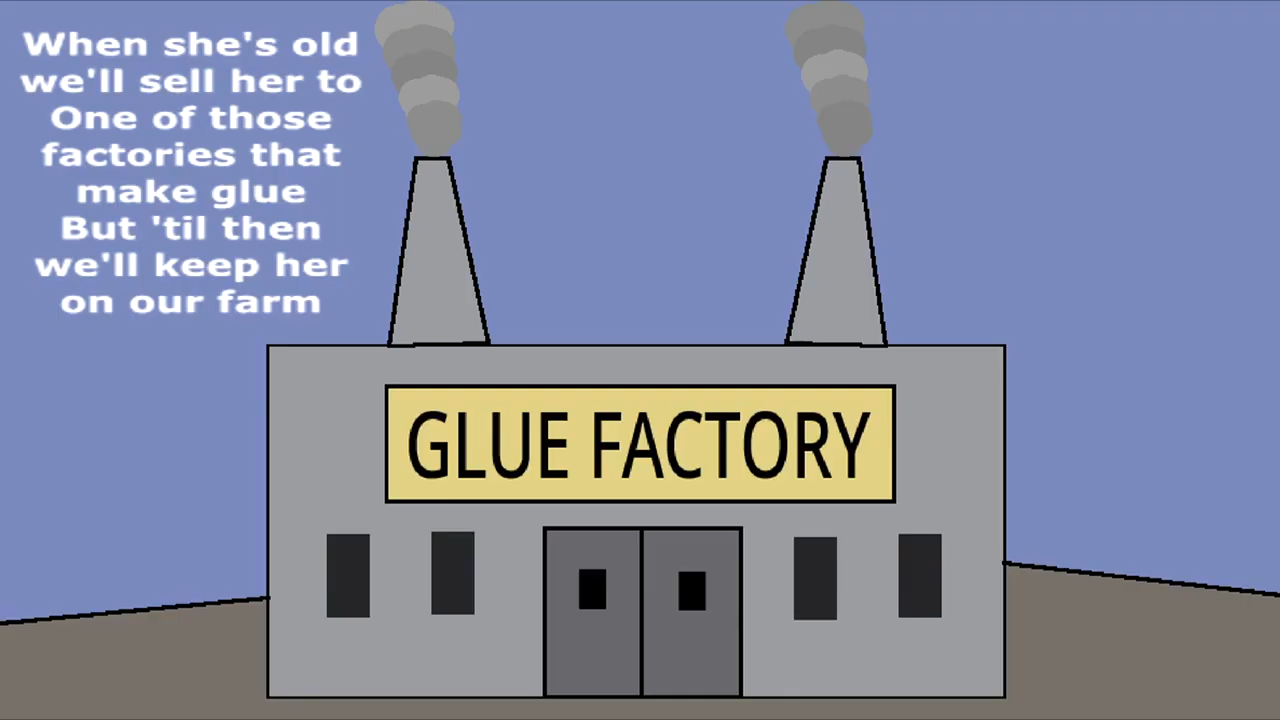 When she's old
we'll sell her to
One of those
factories that
make glue
But 'til then
we'll keep her
on our farm
GLUE FACTORY